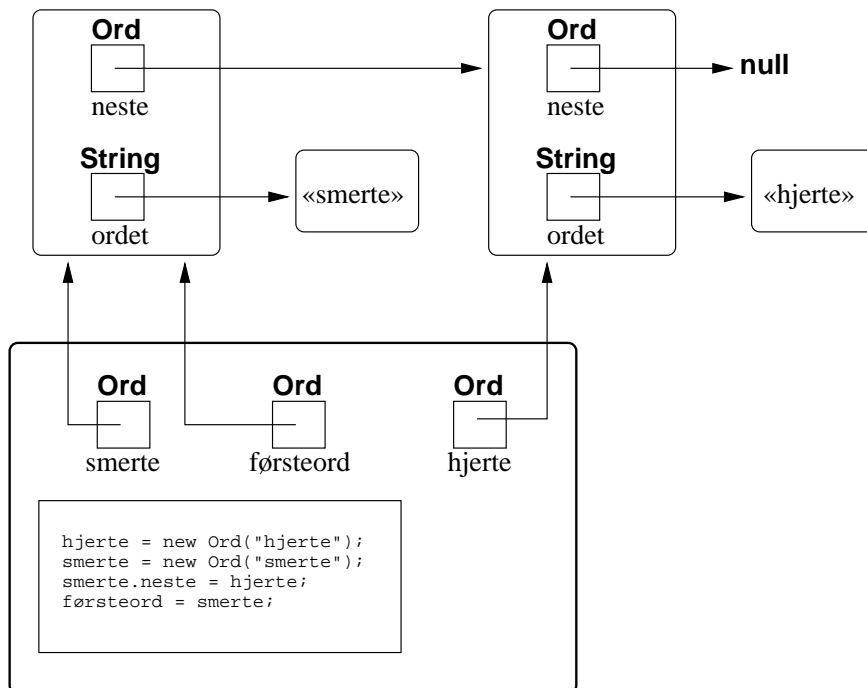 Ord
Ord
null
neste
neste
String
String
«smerte»
«hjerte»
ordet
ordet
Ord
Ord
Ord
smerte
førsteord
hjerte
hjerte = new Ord("hjerte");
smerte = new Ord("smerte");
smerte.neste = hjerte;
førsteord = smerte;